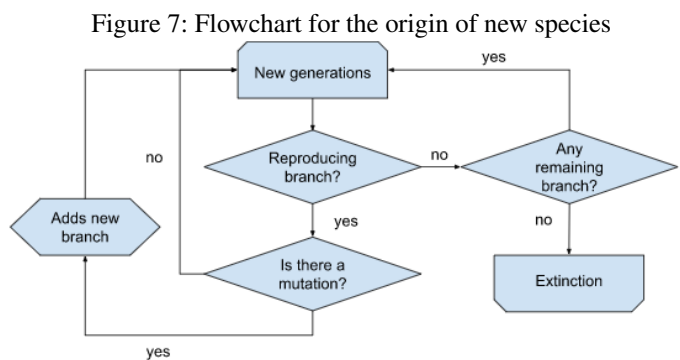 Figure 7: Flowchart for the origin of new species
New generations
yes
Reproducing
branch?
no
Any
remaining
branch?
no
yes
no
Adds new
branch
Is there a
mutation?
Extinction
yes